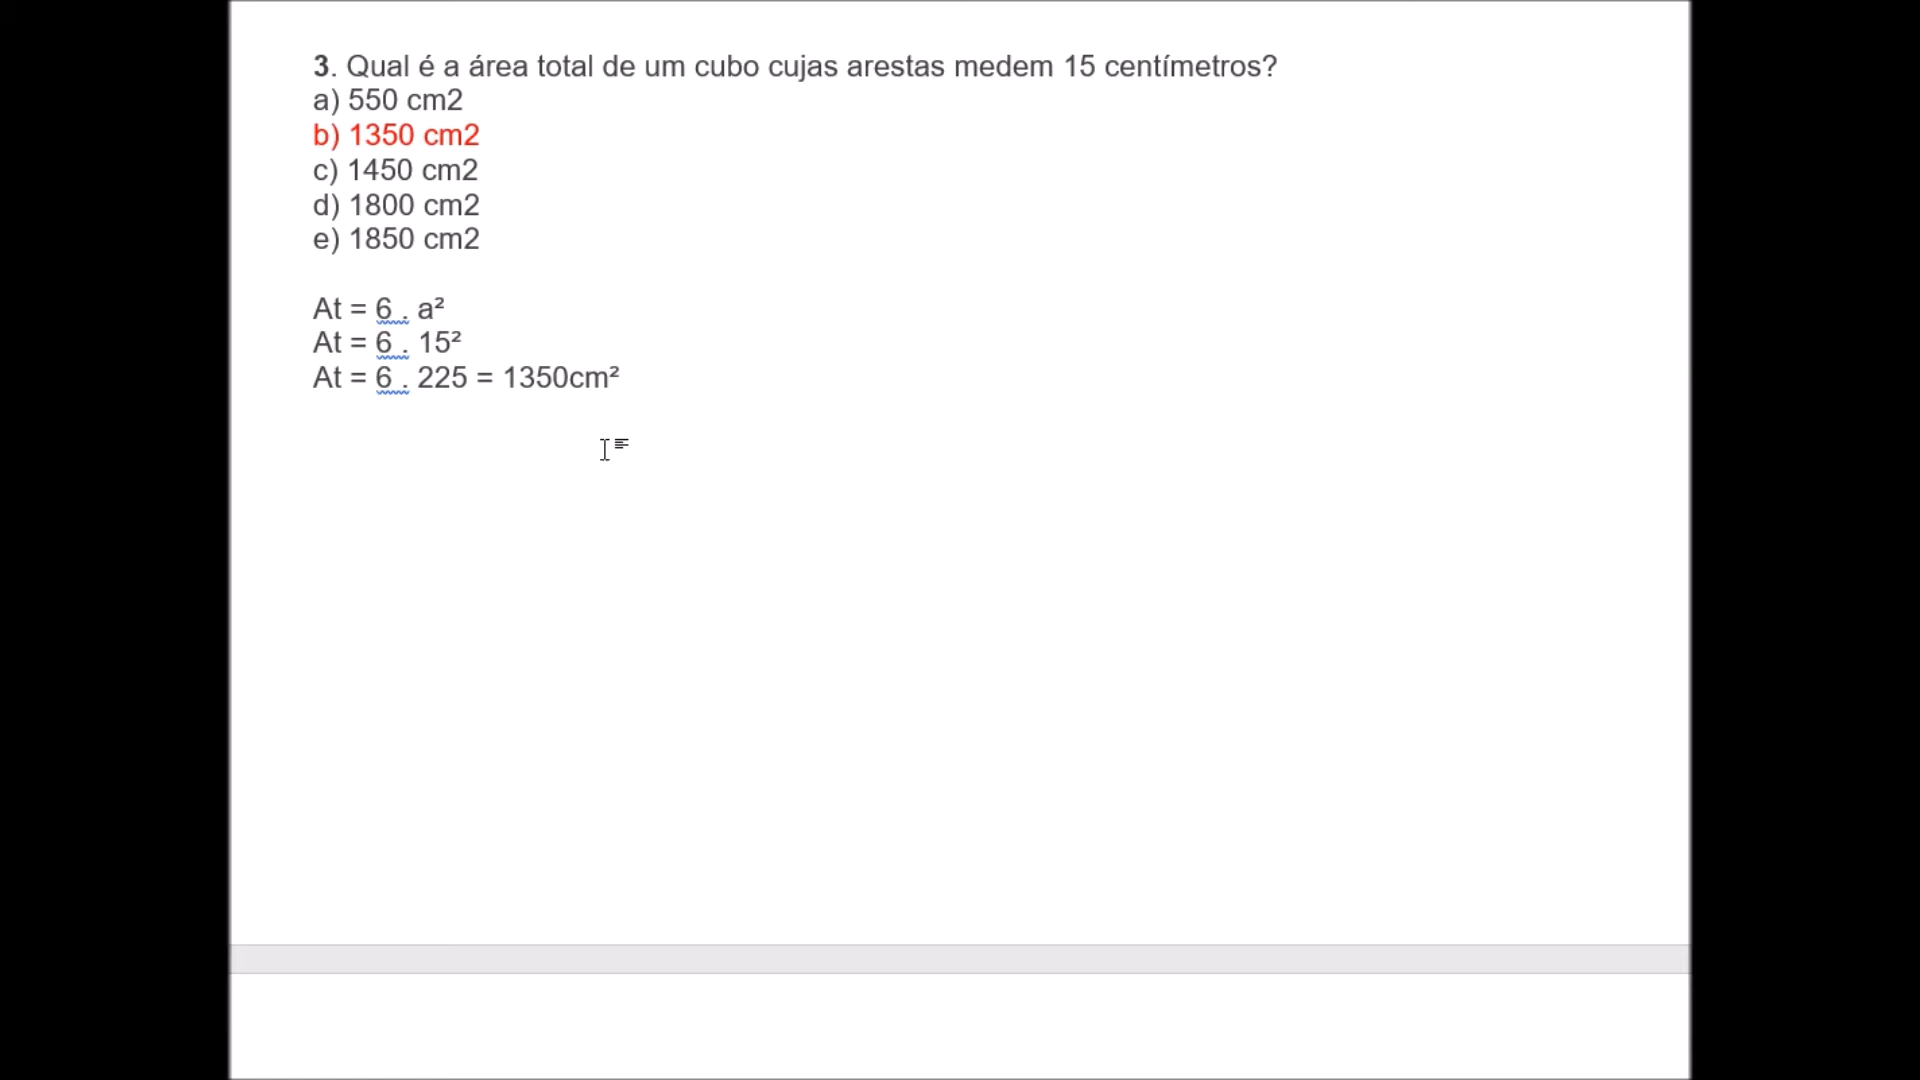 3. Qual é a área total de um cubo cujas arestas medem 15 centímetros?
a) 550 cm2
b) 1350 cm2
c) 1450 cm2
d) 1800 cm2
e) 1850 cm2
At = 6 . a²
At = 6 . 15²
At = 6 . 225 = 1350cm²